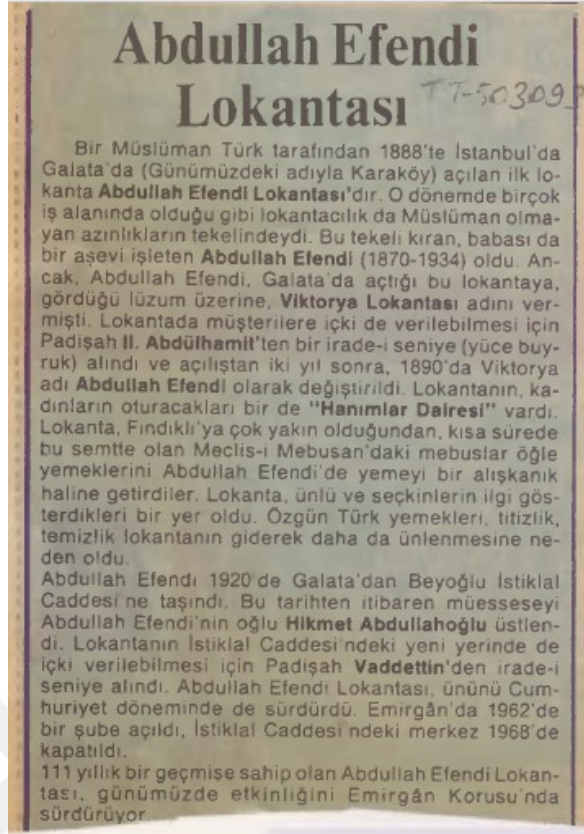 Abdullah Efendi
Lokantası
TT-503095
Bir Müslüman Türk tarafından 1888'te İstanbul'da
Galata'da (Günümüzdeki adıyla Karaköy) açılan ilk lo-
kanta Abdullah Efendi Lokantası'dır. O dönemde birçok
iş alanında olduğu gibi lokantacılık da Müslüman olma-
yan azınlıkların tekelindeydi. Bu tekeli kıran, babası da
bir aşevi işleten Abdullah Efendi (1870-1934) oldu. An-
cak, Abdullah Efendi, Galata'da açtığı bu lokantaya,
gördüğü lüzum üzerine, Viktorya Lokantası adını ver-
mişti. Lokantada müşterilere içki de verilebilmesi için
Padişah II. Abdülhamit'ten bir irade-i seniye (yüce buy-
ruk) alındı ve açılıştan iki yıl sonra, 1890'da Viktorya
adı Abdullah Efendi olarak değiştirildi. Lokantanın, ka-
dınların oturacakları bir de "Hanımlar Dairesi" vardı.
Lokanta, Fındıklı'ya çok yakın olduğundan, kısa sürede
bu semtte olan Meclis-ı Mebusan'daki mebuslar öğle
yemeklerini Abdullah Efendi'de yemeyi bir alışkanık
haline getirdiler. Lokanta, ünlü ve seçkinlerin ilgi gös-
terdikleri bir yer oldu. Özgün Türk yemekleri, titizlik,
temizlik lokantanın giderek daha da ünlenmesine ne-
den oldu.
Abdullah Efendi 1920'de Galata'dan Beyoğlu İstiklal
Caddesi'ne taşındı. Bu tarihten itibaren müesseseyi
Abdullah Efendi'nin oğlu Hikmet Abdullahoğlu üstlen-
di. Lokantanın İstiklal Caddesi'ndeki yeni yerinde de
içki verilebilmesi için Padişah Vaddettin'den irade-i
seniye alındı. Abdullah Efendi Lokantası, ününü Cum-
huriyet döneminde de sürdürdü. Emirgân'da 1962'de
bir şube açıldı, İstiklal Caddesi'ndeki merkez 1968'de
kapatıldı.
111 yıllık bir geçmişe sahip olan Abdullah Efendi Lokan-
tası, günümüzde etkinliğini Emirgân Korusu'nda
sürdürüyor.